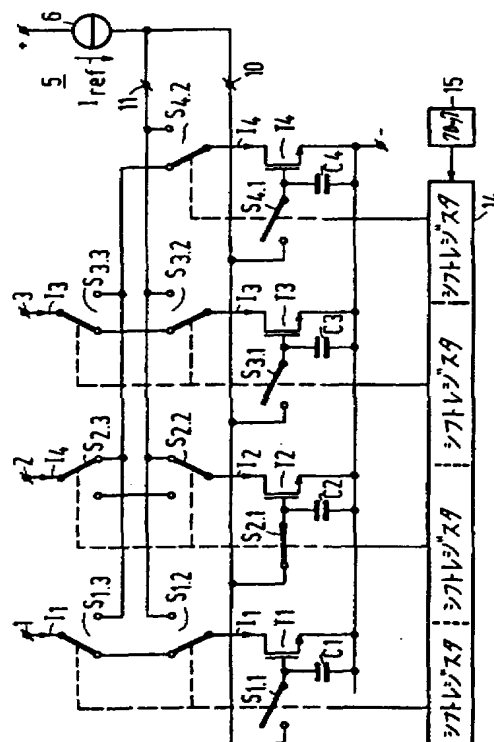 + 6
5 I ref
11
10
1 2 3
I1 I4 I3
S1.3 S2.3 S3.3
S1.2 S2.2 S3.2 S4.2
I1 I2 I3 I4
S1.1 S2.1 S3.1 S4.1
T1 T2 T3 T4
C1 C2 C3 C4
-
シフトレジスタ シフトレジスタ シフトレジスタ シフトレジスタ
クロック 15
14